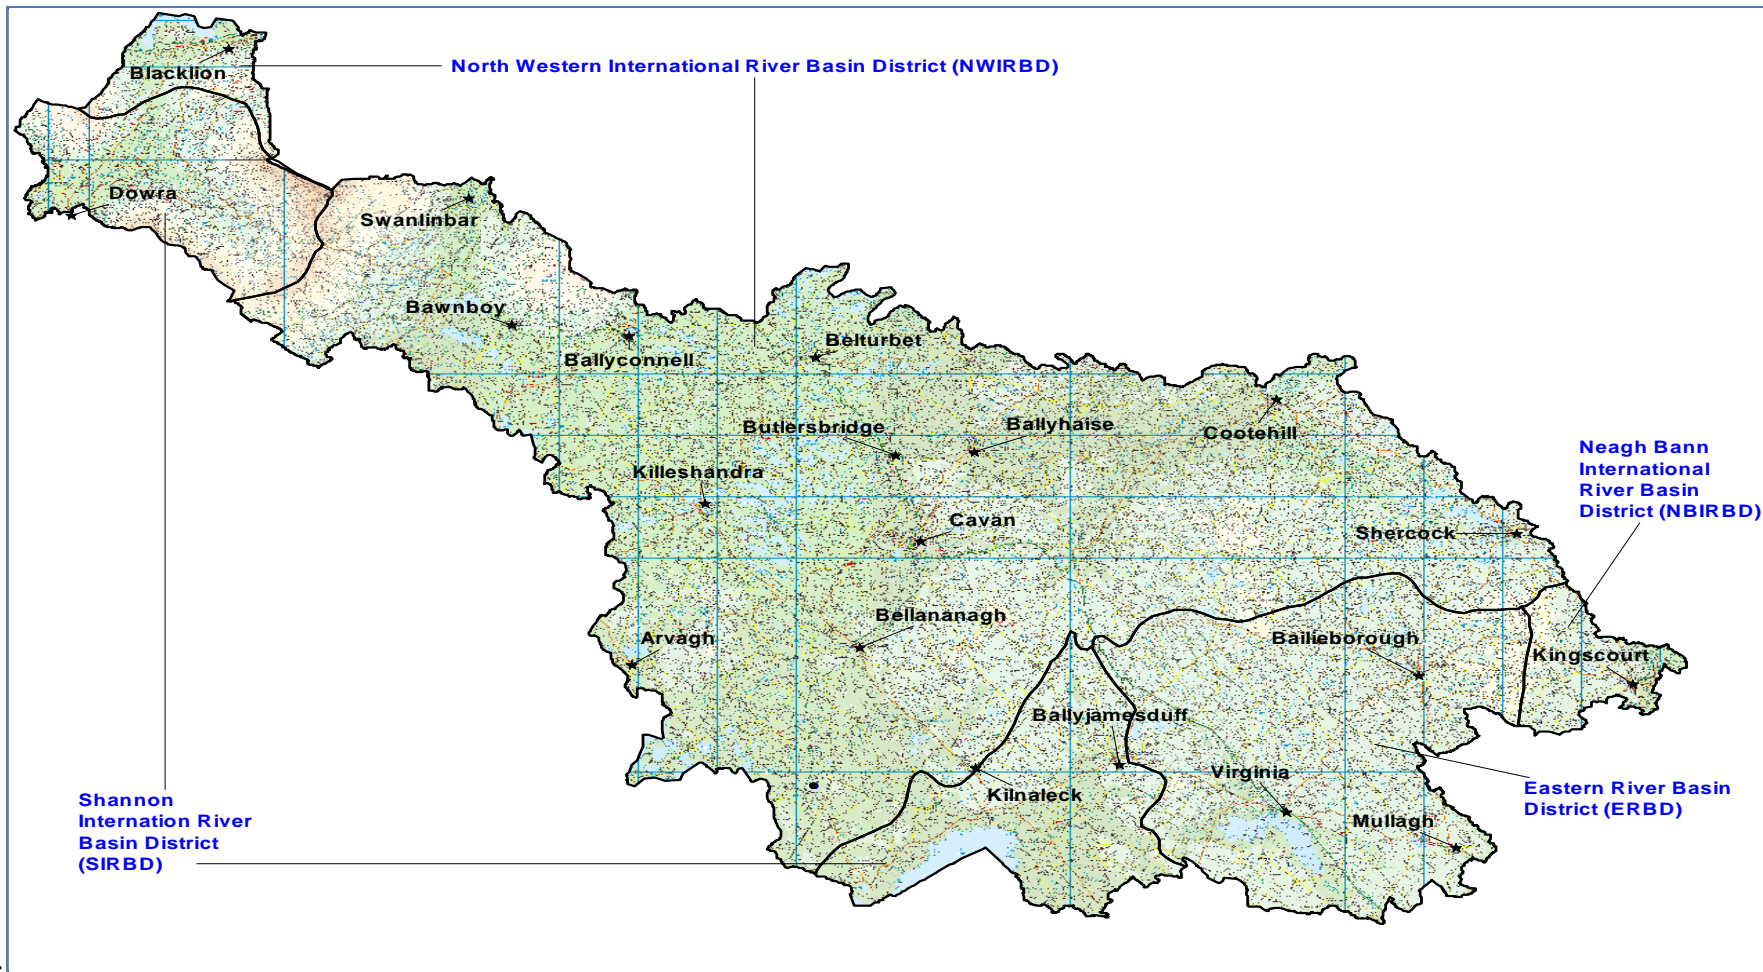 Blacklion
North Western International River Basin District (NWIRBD)
Dowra
Swanlinbar
Bawnboy
Ballyconnell
Belturbet
Butlersbridge
Ballyhaise
Cootehill
Killeshandra
Neagh Bann
International
River Basin
District (NBIRBD)
Cavan
Shercock
Bellananagh
Arvagh
Bailieborough
Kingscourt
Ballyjamesduff
Virginia
Kilnaleck
Mullagh
Shannon
Internation River
Basin District
(SIRBD)
Eastern River Basin
District (ERBD)